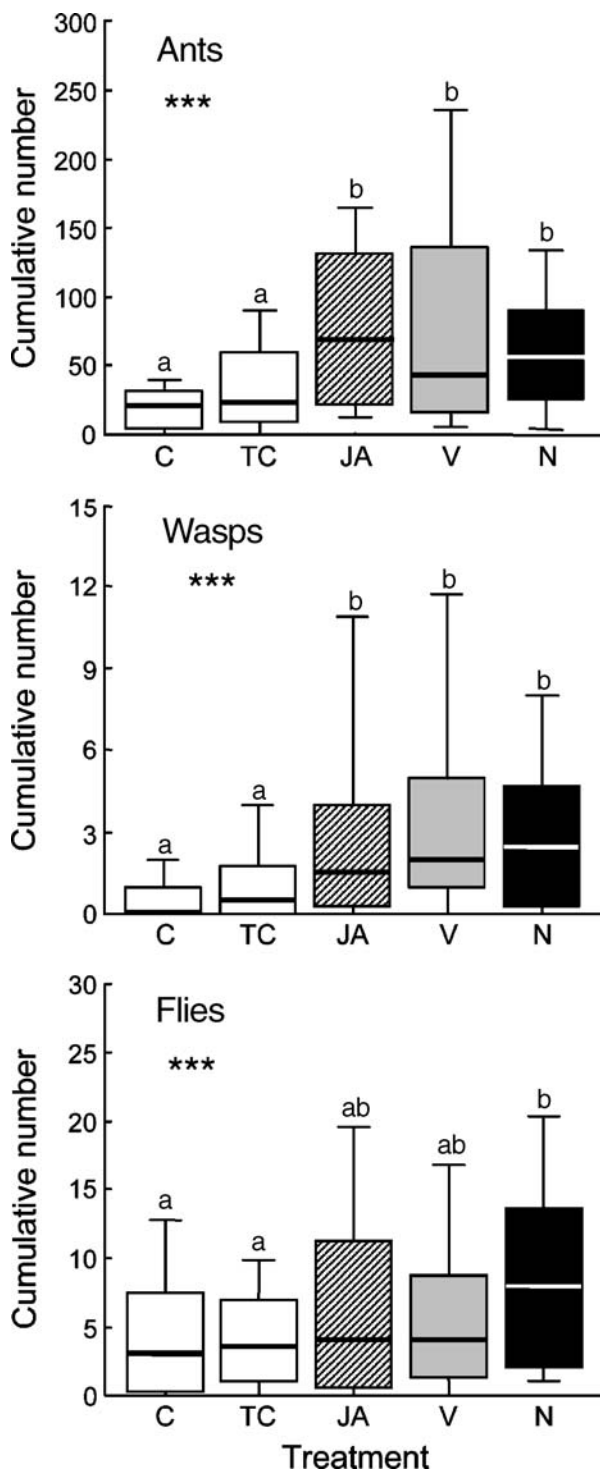 Ants
***
Cumulative number
300
250
200
150
100
50
0
a
a
b
b
b
C TC JA V N
Wasps
***
Cumulative number
15
12
9
6
3
0
a
a
b
b
b
C TC JA V N
Flies
***
Cumulative number
30
25
20
15
10
5
0
a
a
ab
ab
b
C TC JA V N
Treatment